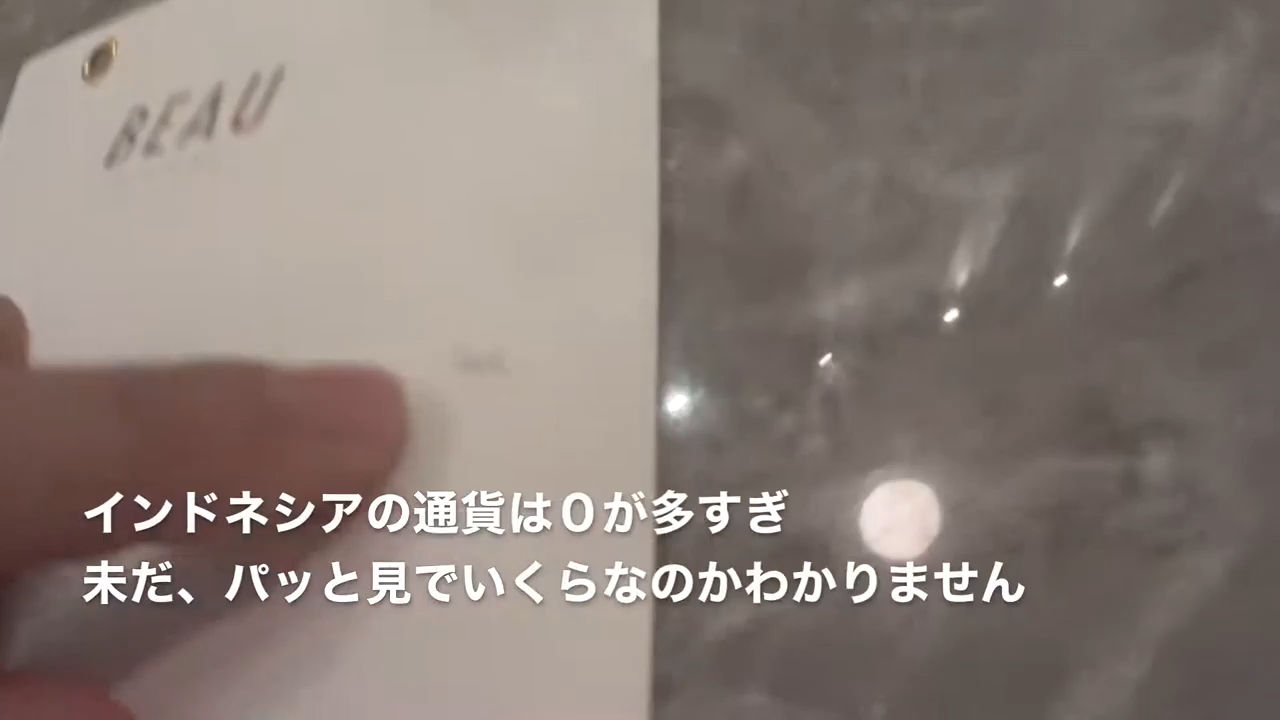 BEAU
インドネシアの通貨は０が多すぎ
未だ、パッと見でいくらなのかわかりません